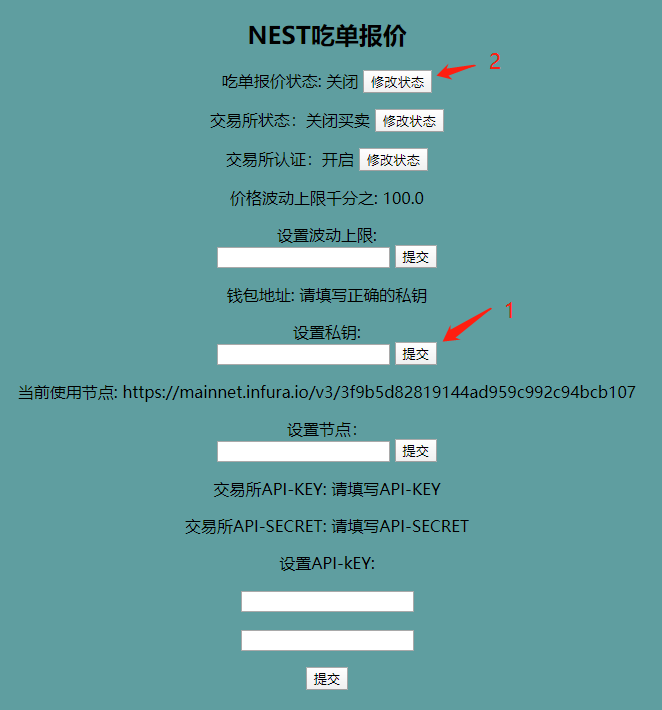 NEST吃单报价
2
吃单报价状态: 关闭 修改状态
交易所状态：关闭买卖 修改状态
交易所认证：开启 修改状态
价格波动上限千分之: 100.0
设置波动上限:
提交
钱包地址: 请填写正确的私钥
1
设置私钥:
提交
当前使用节点: https://mainnet.infura.io/v3/3f9b5d82819144ad959c992c94bcb107
设置节点：
提交
交易所API-KEY: 请填写API-KEY
交易所API-SECRET: 请填写API-SECRET
设置API-kEY:
提交